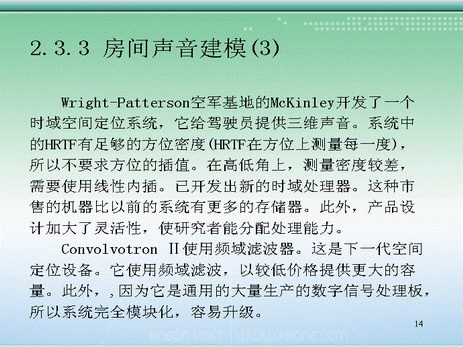 2.3.3 房间声音建模(3)
Wright-Patterson空军基地的McKinley开发了一个
时域空间定位系统，它给驾驶员提供三维声音。系统中
的HRTF有足够的方位密度(HRTF在方位上测量每一度)，
所以不要求方位的插值。在高低角上，测量密度较差，
需要使用线性内插。已开发出新的时域处理器。这种市
售的机器比以前的系统有更多的存储器。此外，产品设
计加大了灵活性，使研究者能分配处理能力。
Convolvotron Ⅱ使用频域滤波器。这是下一代空间
定位设备。它使用频域滤波，以较低价格提供更大的容
量。此外，,因为它是通用的大量生产的数字信号处理板，
所以系统完全模块化，容易升级。
14